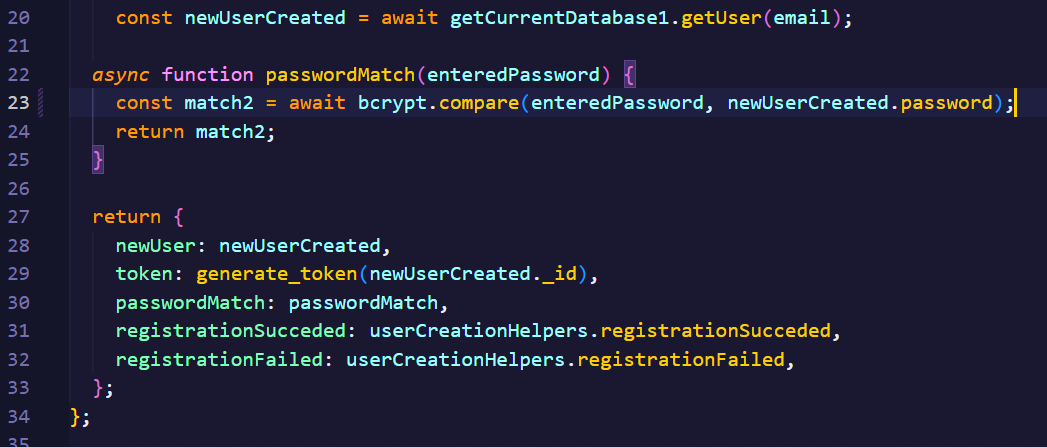 20 const newUserCreated = await getCurrentDatabase1.getUser(email);
21
22 async function passwordMatch(enteredPassword) {
23 const match2 = await bcrypt.compare(enteredPassword, newUserCreated.password);
24 return match2;
25 }
26
27 return {
28 newUser: newUserCreated,
29 token: generate_token(newUserCreated._id),
30 passwordMatch: passwordMatch,
31 registrationSucceded: userCreationHelpers.registrationSucceded,
32 registrationFailed: userCreationHelpers.registrationFailed,
33 };
34 };
35